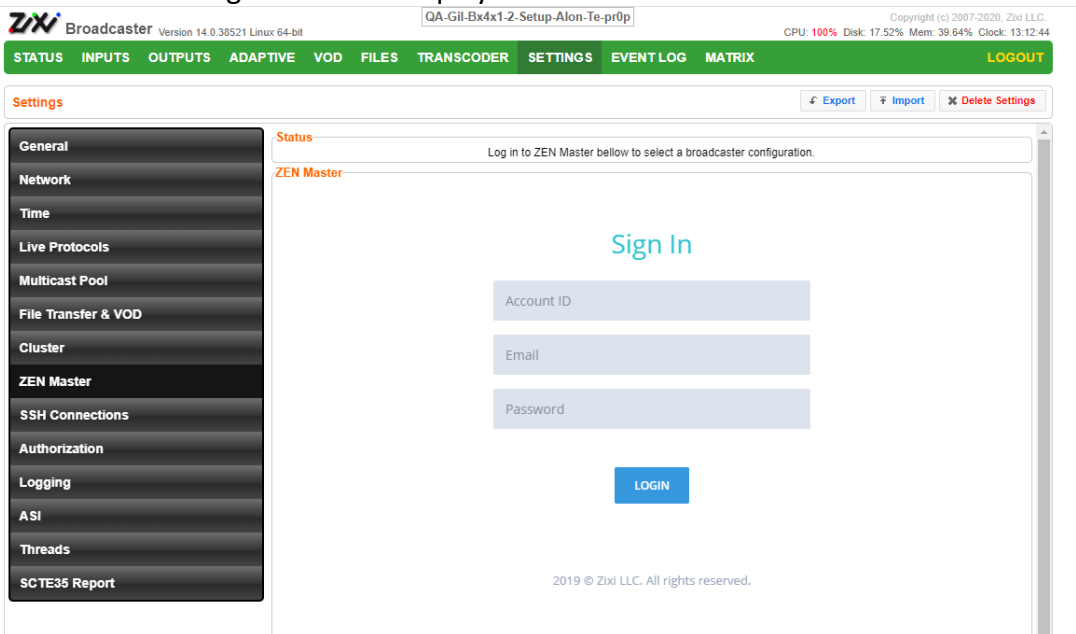 ZIXI Broadcaster Version 14.0.38521 Linux 64-bit
QA-Gil-Bx4x1-2-Setup-Alon-Te-pr0p
Copyright (c) 2007-2020, Zixi LLC.
CPU: 100% Disk: 17.52% Mem: 39.64% Clock: 13:12:44
STATUS INPUTS OUTPUTS ADAPTIVE VOD FILES TRANSCODER SETTINGS EVENT LOG MATRIX LOGOUT
Settings
Export Import Delete Settings
General
Network
Time
Live Protocols
Multicast Pool
File Transfer & VOD
Cluster
ZEN Master
SSH Connections
Authorization
Logging
ASI
Threads
SCTE35 Report
Status
Log in to ZEN Master bellow to select a broadcaster configuration.
ZEN Master
Sign In
Account ID
Email
Password
LOGIN
2019 © Zixi LLC. All rights reserved.